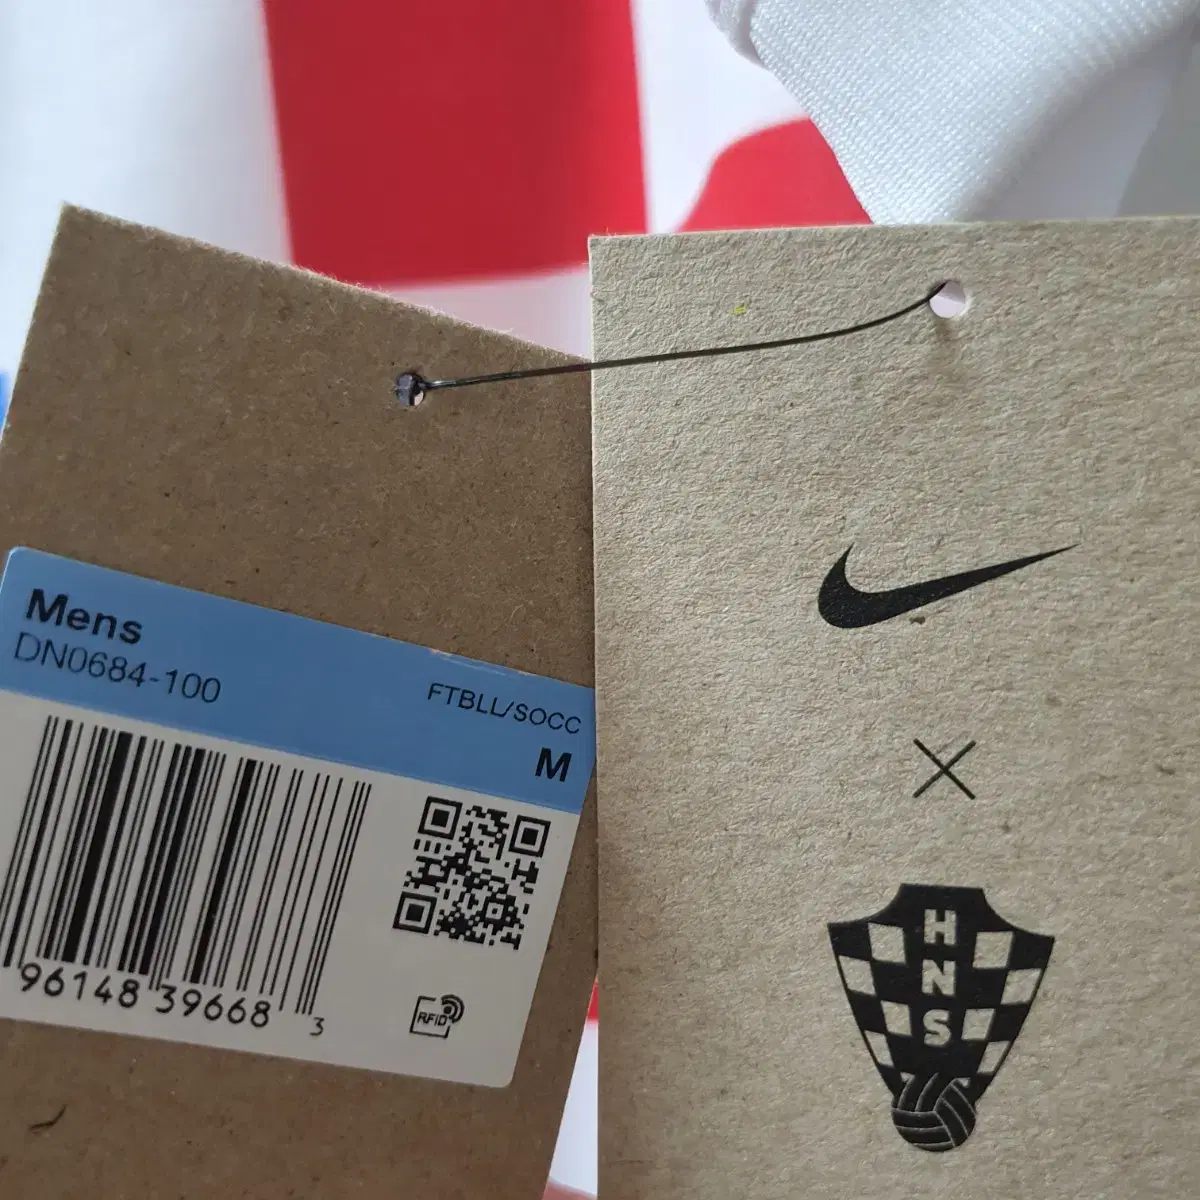 Mens
DN0684-100
FTBLL/SOCC
M
96148 39668 3
RFID
H
N
S